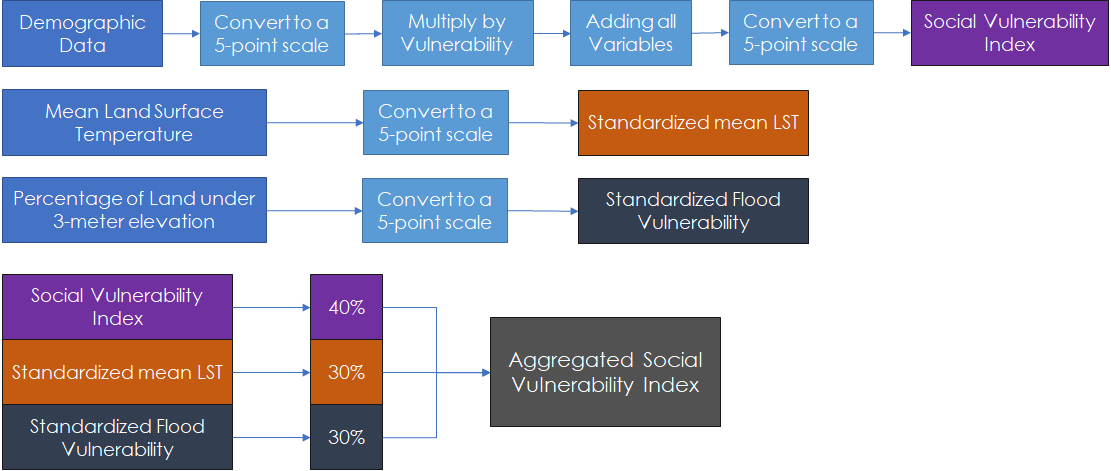 Demographic
Data
Convert to a
5-point scale
Multiply by
Vulnerability
Adding all
Variables
Convert to a
5-point scale
Social Vulnerability
Index
Mean Land Surface
Temperature
Convert to a
5-point scale
Standardized mean LST
Percentage of Land under
3-meter elevation
Convert to a
5-point scale
Standardized Flood
Vulnerability
Social Vulnerability
Index
40%
Standardized mean LST
30%
Standardized Flood
Vulnerability
30%
Aggregated Social
Vulnerability Index